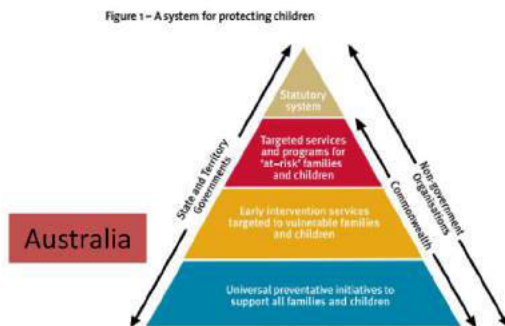 Figure 1 – A system for protecting children
Statutory
system
Targeted services
and programs for
‘at–risk’ families
and children
Early intervention services
targeted to vulnerable families
and children
Universal preventative initiatives to
support all families and children
State and Territory
Governments
Commonwealth
Non-government
Organisations
Australia